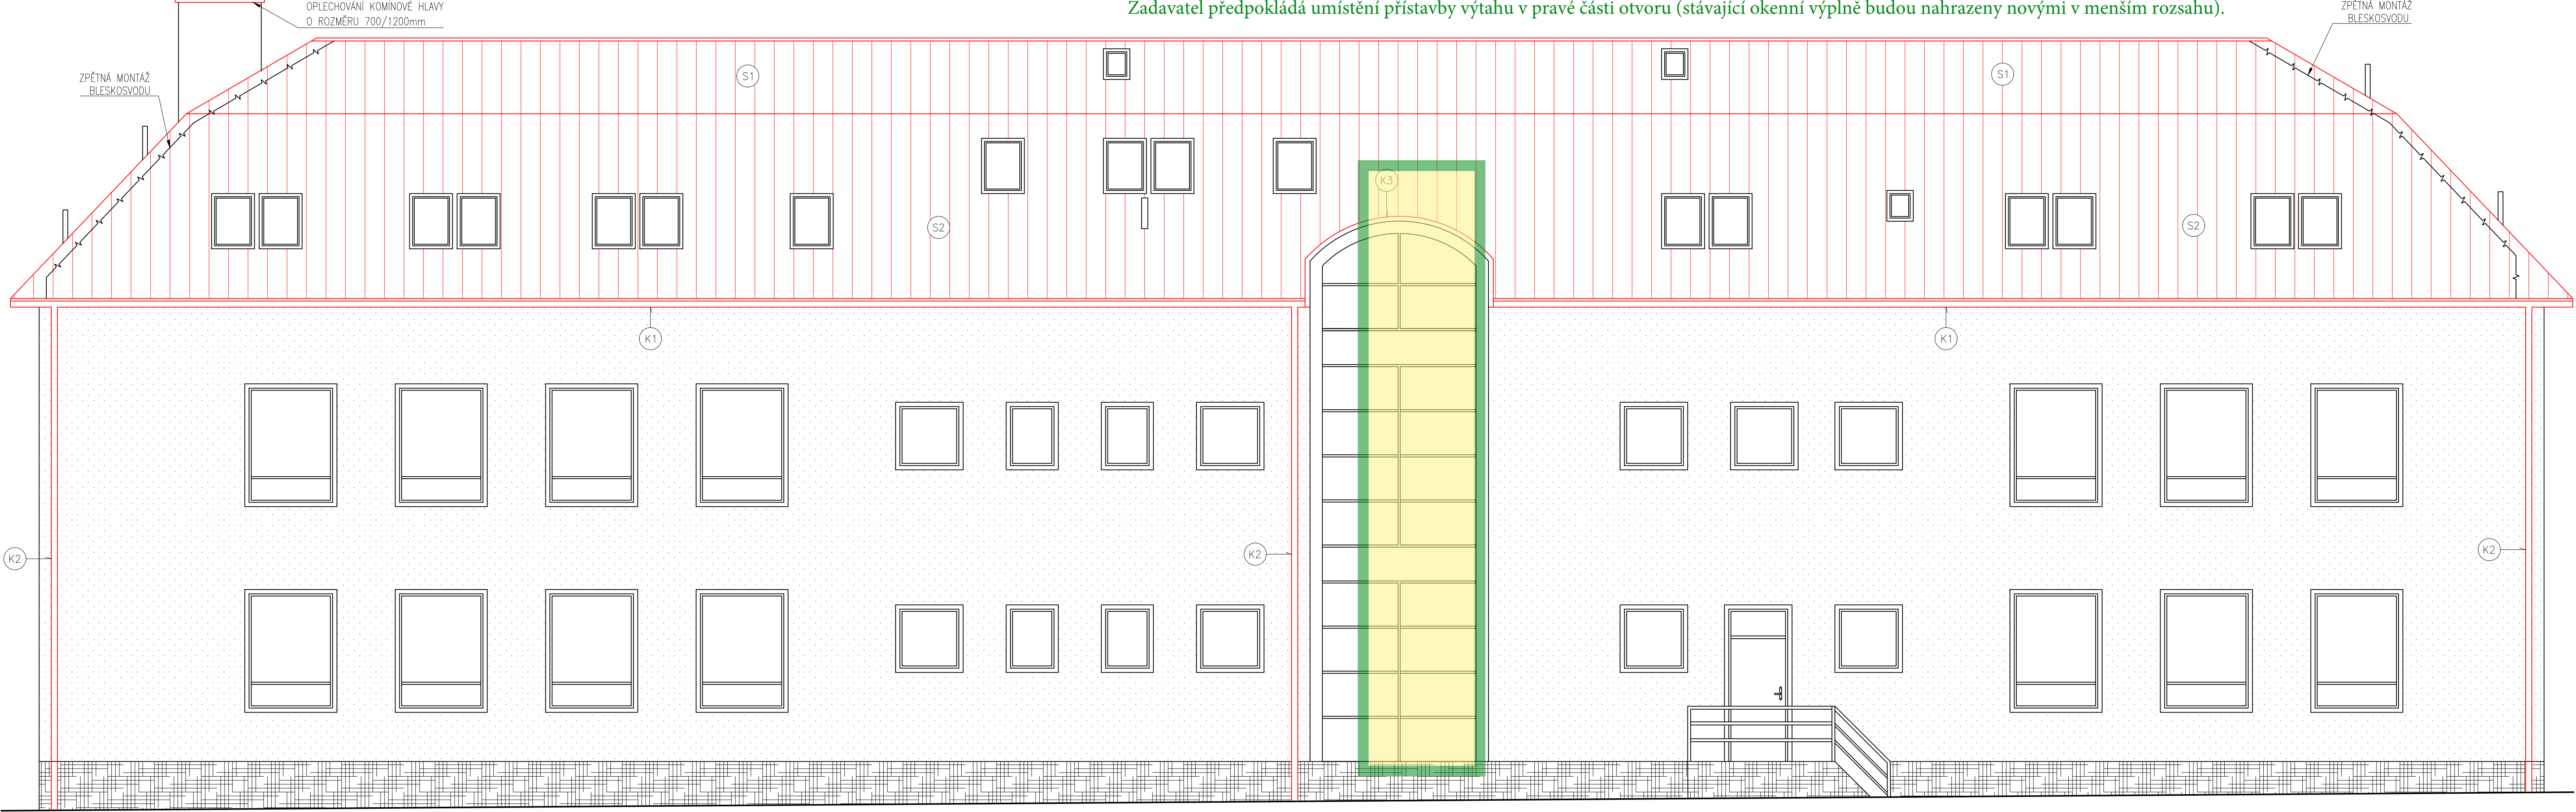 OPLECHOVÁNÍ KOMÍNOVÉ HLAVY
O ROZMĚRU 700/1200mm
Zadavatel předpokládá umístění přístavby výtahu v pravé části otvoru (stávající okenní výplně budou nahrazeny novými v menším rozsahu).
ZPĚTNÁ MONTÁŽ
BLESKOSVODU
ZPĚTNÁ MONTÁŽ
BLESKOSVODU
S1
S1
K3
S2
S2
K1
K1
K2
K2
K2